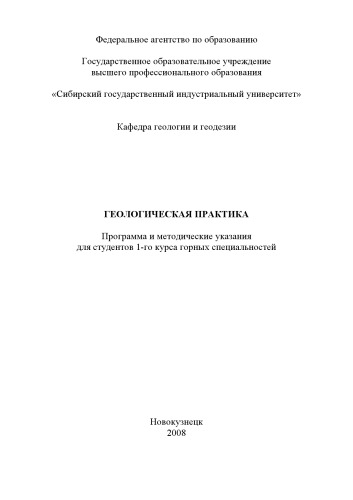 Федеральное агентство по образованию
Государственное образовательное учреждение
высшего профессионального образования
«Сибирский государственный индустриальный университет»
Кафедра геологии и геодезии
ГЕОЛОГИЧЕСКАЯ ПРАКТИКА
Программа и методические указания
для студентов 1-го курса горных специальностей
Новокузнецк
2008